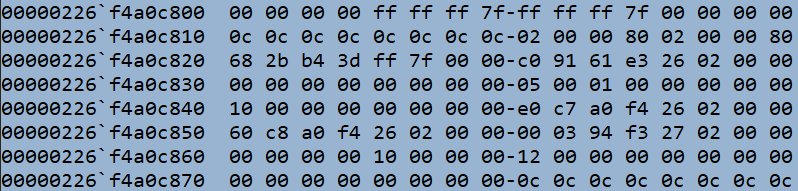 00000226`f4a0c800 00 00 00 00 ff ff ff 7f-ff ff ff 7f 00 00 00 00
00000226`f4a0c810 0c 0c 0c 0c 0c 0c 0c 0c-02 00 00 80 02 00 00 80
00000226`f4a0c820 68 2b b4 3d ff 7f 00 00-c0 91 61 e3 26 02 00 00
00000226`f4a0c830 00 00 00 00 00 00 00 00-05 00 01 00 00 00 00 00
00000226`f4a0c840 10 00 00 00 00 00 00 00-e0 c7 a0 f4 26 02 00 00
00000226`f4a0c850 60 c8 a0 f4 26 02 00 00-00 03 94 f3 27 02 00 00
00000226`f4a0c860 00 00 00 00 10 00 00 00-12 00 00 00 00 00 00 00
00000226`f4a0c870 00 00 00 00 00 00 00 00-0c 0c 0c 0c 0c 0c 0c 0c